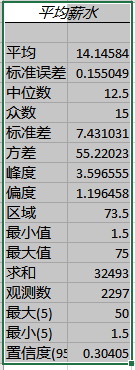 平均薪水
平均 14.14584
标准误差 0.155049
中位数 12.5
众数 15
标准差 7.431031
方差 55.22023
峰度 3.596555
偏度 1.196458
区域 73.5
最小值 1.5
最大值 75
求和 32493
观测数 2297
最大(5) 50
最小(5) 1.5
置信度(95 0.30405